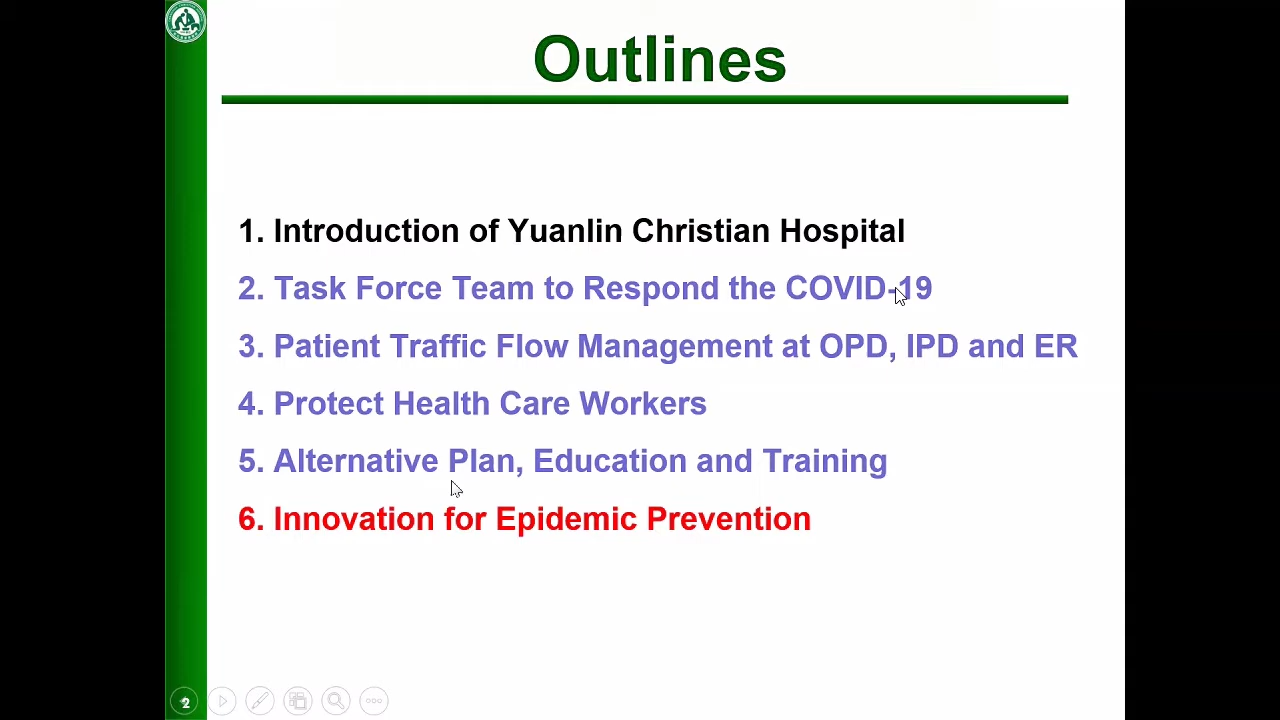 Outlines
1. Introduction of Yuanlin Christian Hospital
2. Task Force Team to Respond the COVID-19
3. Patient Traffic Flow Management at OPD, IPD and ER
4. Protect Health Care Workers
5. Alternative Plan, Education and Training
6. Innovation for Epidemic Prevention
2